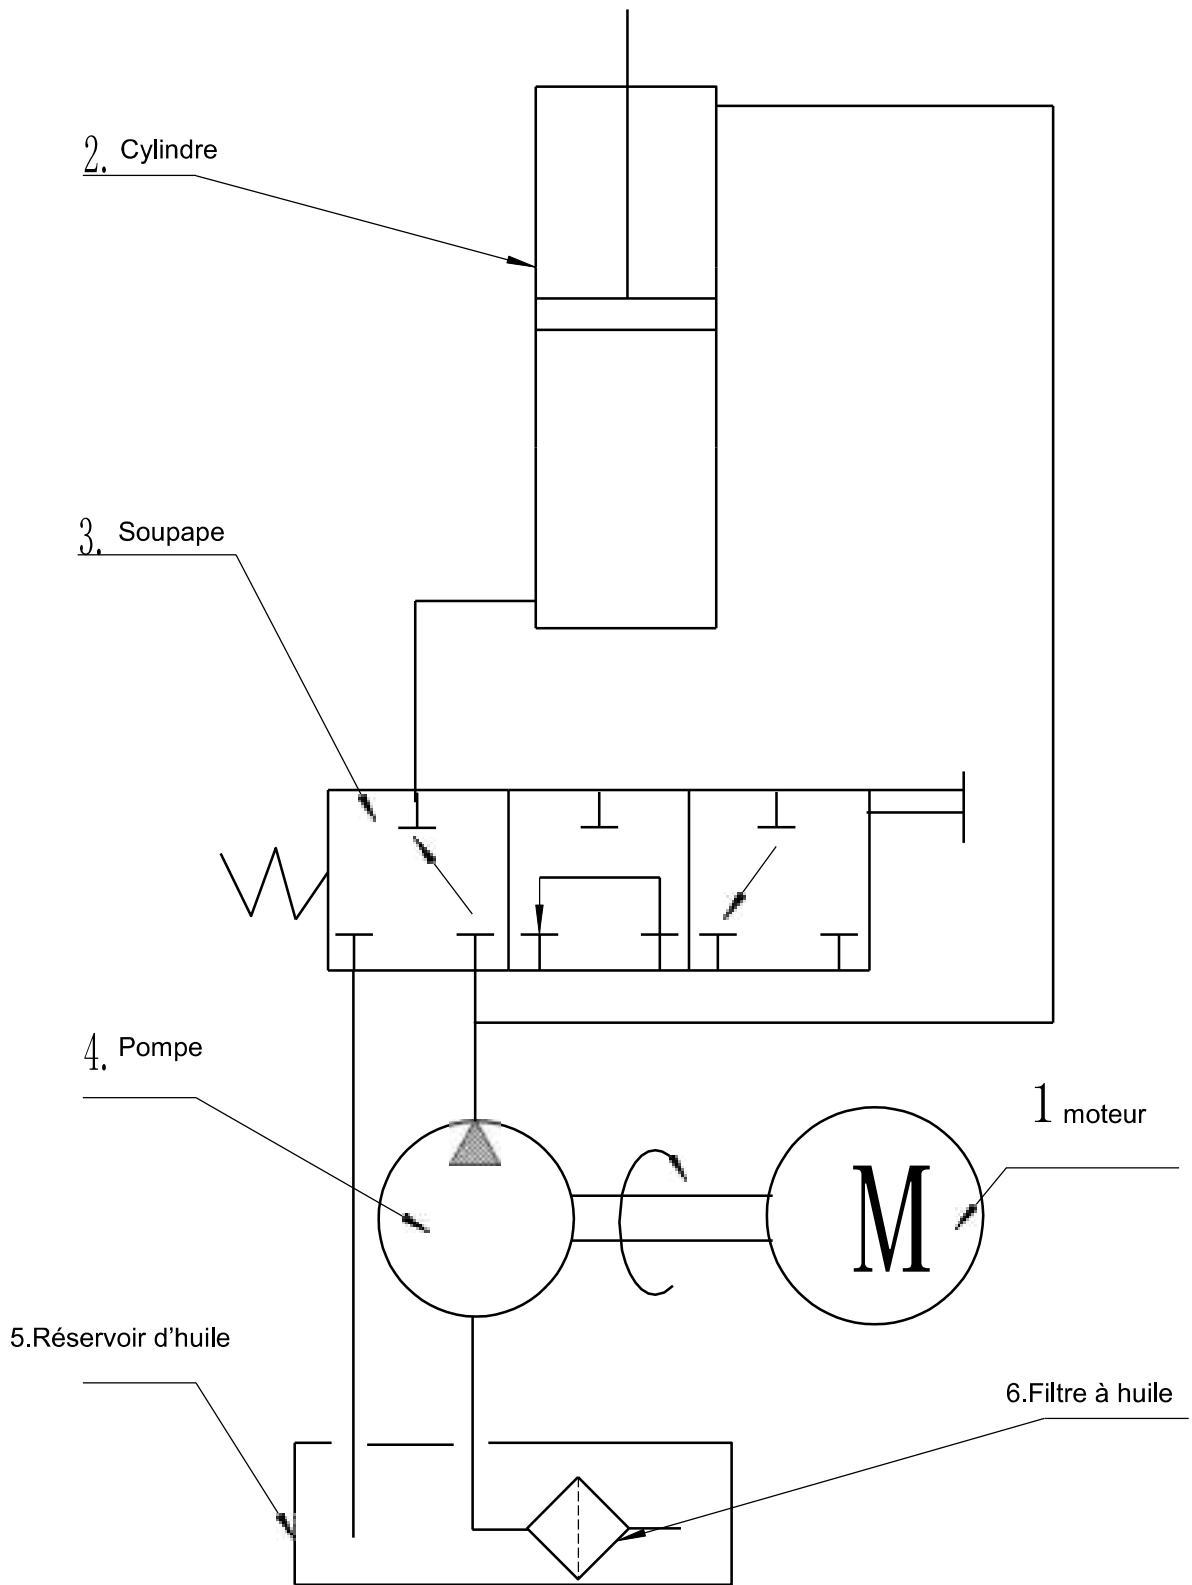 2. Cylindre
3. Soupape
4. Pompe
1 moteur
M
5.Réservoir d'huile
6.Filtre à huile